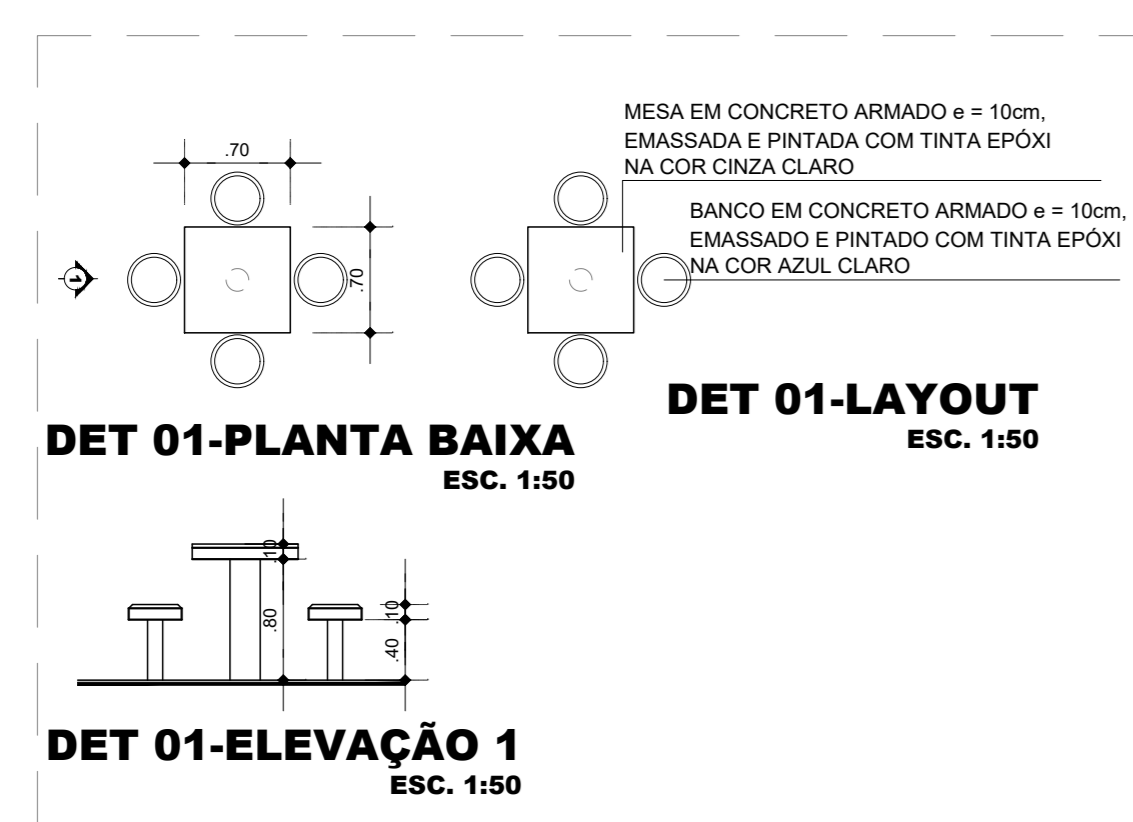 .70
.70
1
DET 01-PLANTA BAIXA
ESC. 1:50
MESA EM CONCRETO ARMADO e = 10cm,
EMASSADA E PINTADA COM TINTA EPÓXI
NA COR CINZA CLARO
BANCO EM CONCRETO ARMADO e = 10cm,
EMASSADO E PINTADO COM TINTA EPÓXI
NA COR AZUL CLARO
DET 01-LAYOUT
ESC. 1:50
.10
.80
.10
.40
DET 01-ELEVAÇÃO 1
ESC. 1:50